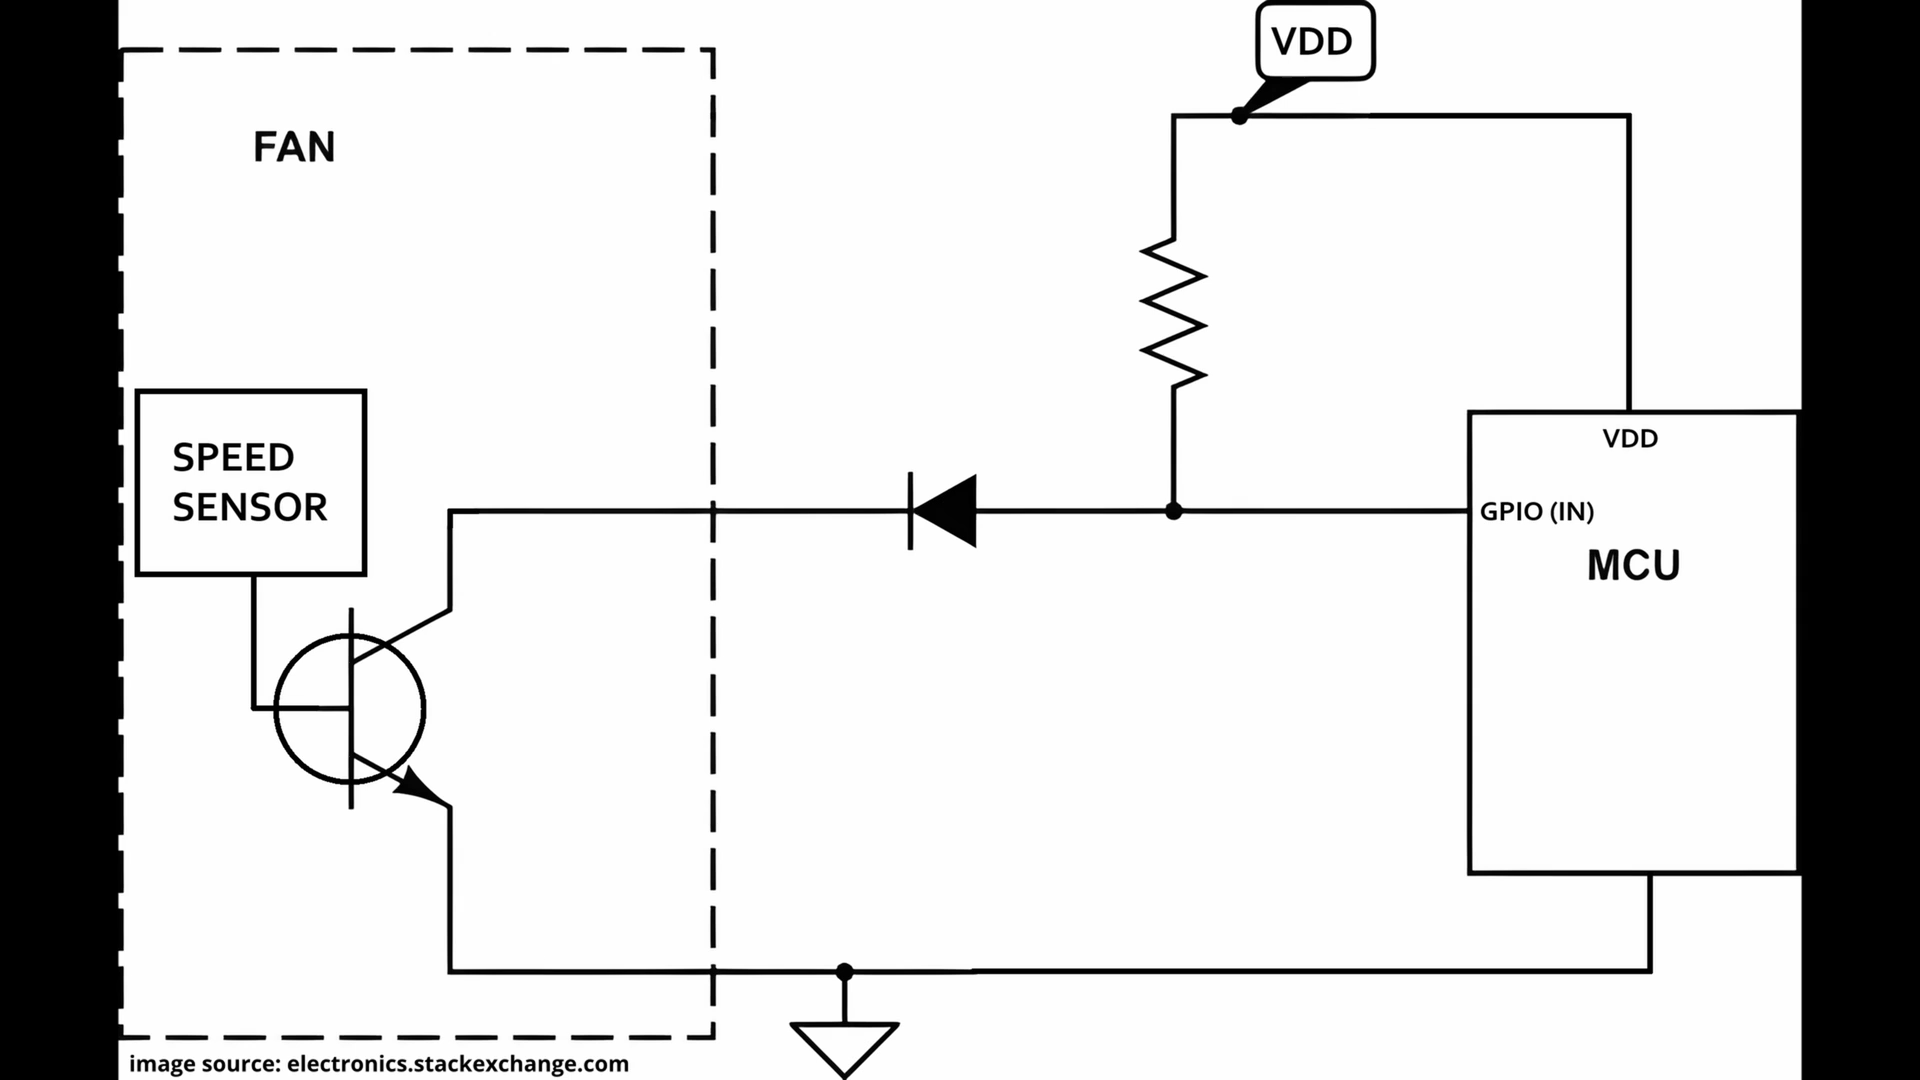 VDD
FAN
SPEED
SENSOR
VDD
GPIO (IN)
MCU
image source: electronics.stackexchange.com